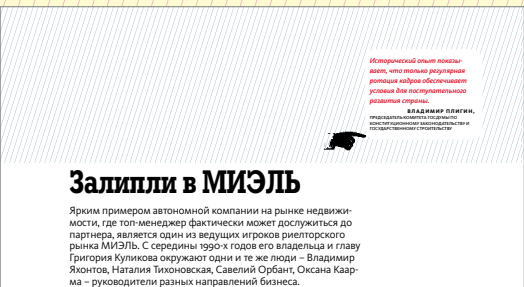 Исторический опыт показы-
вает, что только регулярная
ротация кадров обеспечивает
условия для поступательного
развития страны.
ВЛАДИМИР ПЛИГИН,
ПРЕДСЕДАТЕЛЬ КОМИТЕТА ГОСДУМЫ ПО
КОНСТИТУЦИОННОМУ ЗАКОНОДАТЕЛЬСТВУ И
ГОСУДАРСТВЕННОМУ СТРОИТЕЛЬСТВУ
Залипли в МИЭЛЬ
Ярким примером автономной компании на рынке недвижи-
мости, где топ-менеджер фактически может дослужиться до
партнера, является один из ведущих игроков риелторского
рынка МИЭЛЬ. С середины 1990-х годов его владельца и главу
Григория Куликова окружают одни и те же люди – Владимир
Яхонтов, Наталия Тихоновская, Савелий Орбант, Оксана Каар-
ма – руководители разных направлений бизнеса.